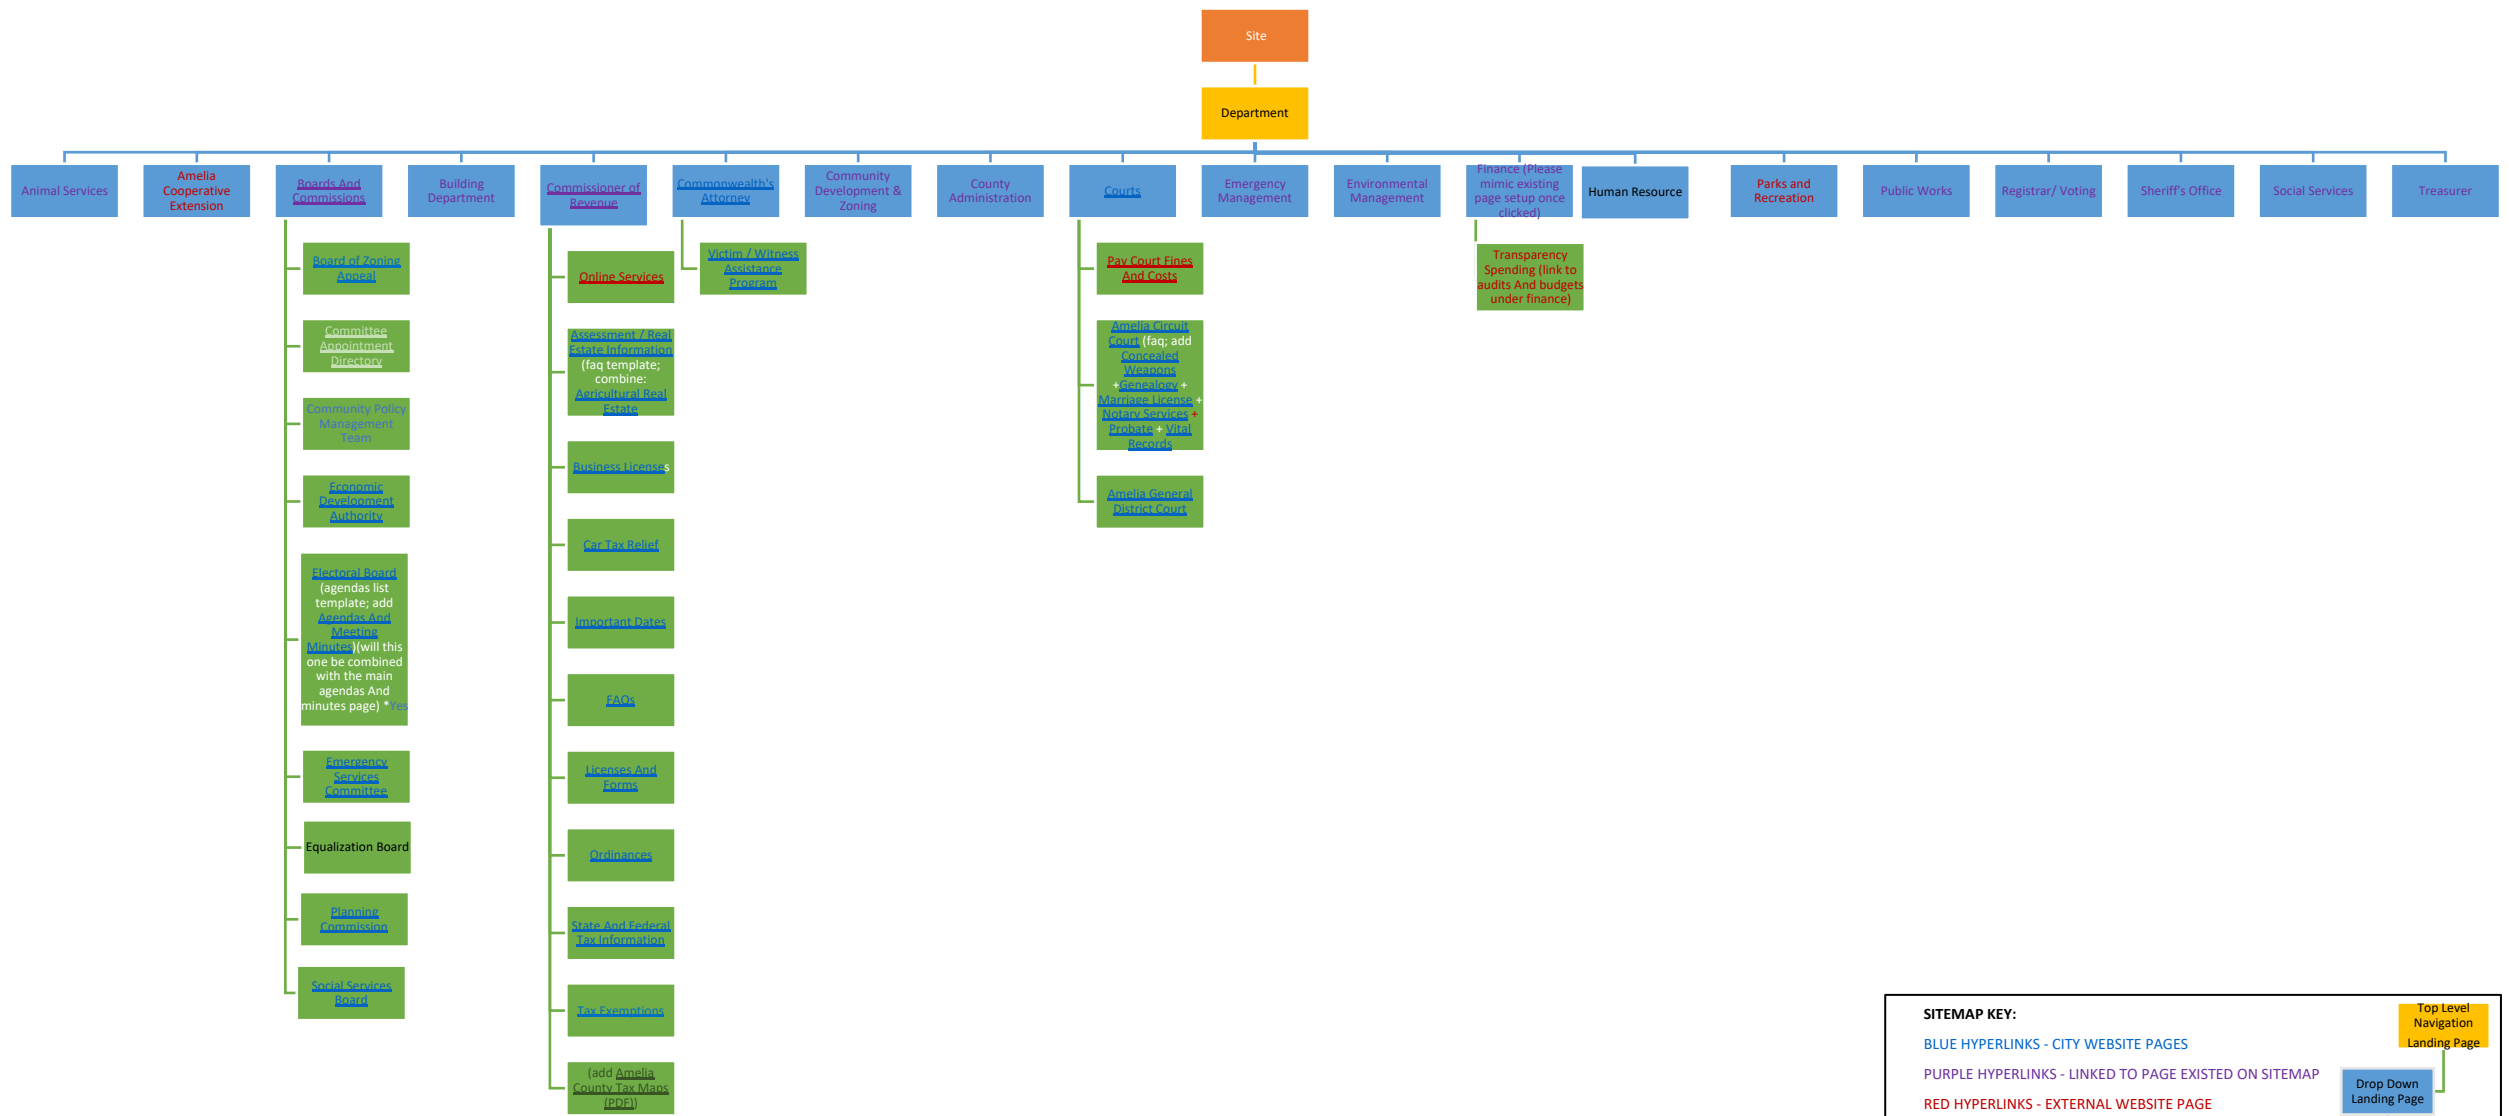 Site
Department
Animal Services
Amelia
Cooperative
Extension
Boards And
Commissions
Building
Department
Commissioner of
Revenue
Commonwealth's
Attorney
Community
Development &
Zoning
County
Administration
Courts
Emergency
Management
Environmental
Management
Finance (Please
mimic existing
page setup once
clicked)
Human Resource
Parks and
Recreation
Public Works
Registrar/ Voting
Sheriff's Office
Social Services
Treasurer
Board of Zoning
Appeal
Committee
Appointment
Directory
Community Policy
Management
Team
Economic
Development
Authority
Electoral Board
(agendas list
template; add
Agendas And
Meeting
Minutes)(will this
one be combined
with the main
agendas And
minutes page) *Yes
Emergency
Services
Committee
Equalization Board
Planning
Commission
Social Services
Board
Online Services
Assessment / Real
Estate Information
(faq template;
combine:
Agricultural Real
Estate
Business Licenses
Car Tax Relief
Important Dates
FAQs
Licenses And
Forms
Ordinances
State And Federal
Tax Information
Tax Exemptions
(add Amelia
County Tax Maps
(PDF))
Victim / Witness
Assistance
Program
Pay Court Fines
And Costs
Amelia Circuit
Court (faq; add
Concealed
Weapons
+Genealogy +
Marriage License +
Notary Services +
Probate + Vital
Records
Amelia General
District Court
Transparency
Spending (link to
audits And budgets
under finance)
SITEMAP KEY:
BLUE HYPERLINKS - CITY WEBSITE PAGES
PURPLE HYPERLINKS - LINKED TO PAGE EXISTED ON SITEMAP
RED HYPERLINKS - EXTERNAL WEBSITE PAGE
Top Level
Navigation
Landing Page
Drop Down
Landing Page